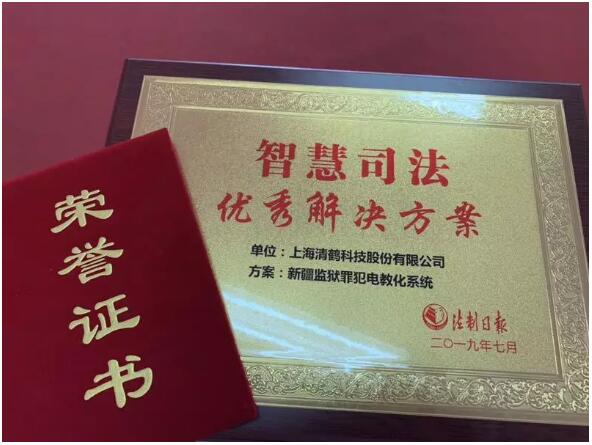 荣誉证书
智慧司法
优秀解决方案
单位：上海清鹤科技股份有限公司
方案：新疆监狱罪犯电教化系统
法制日报
二〇一九年七月